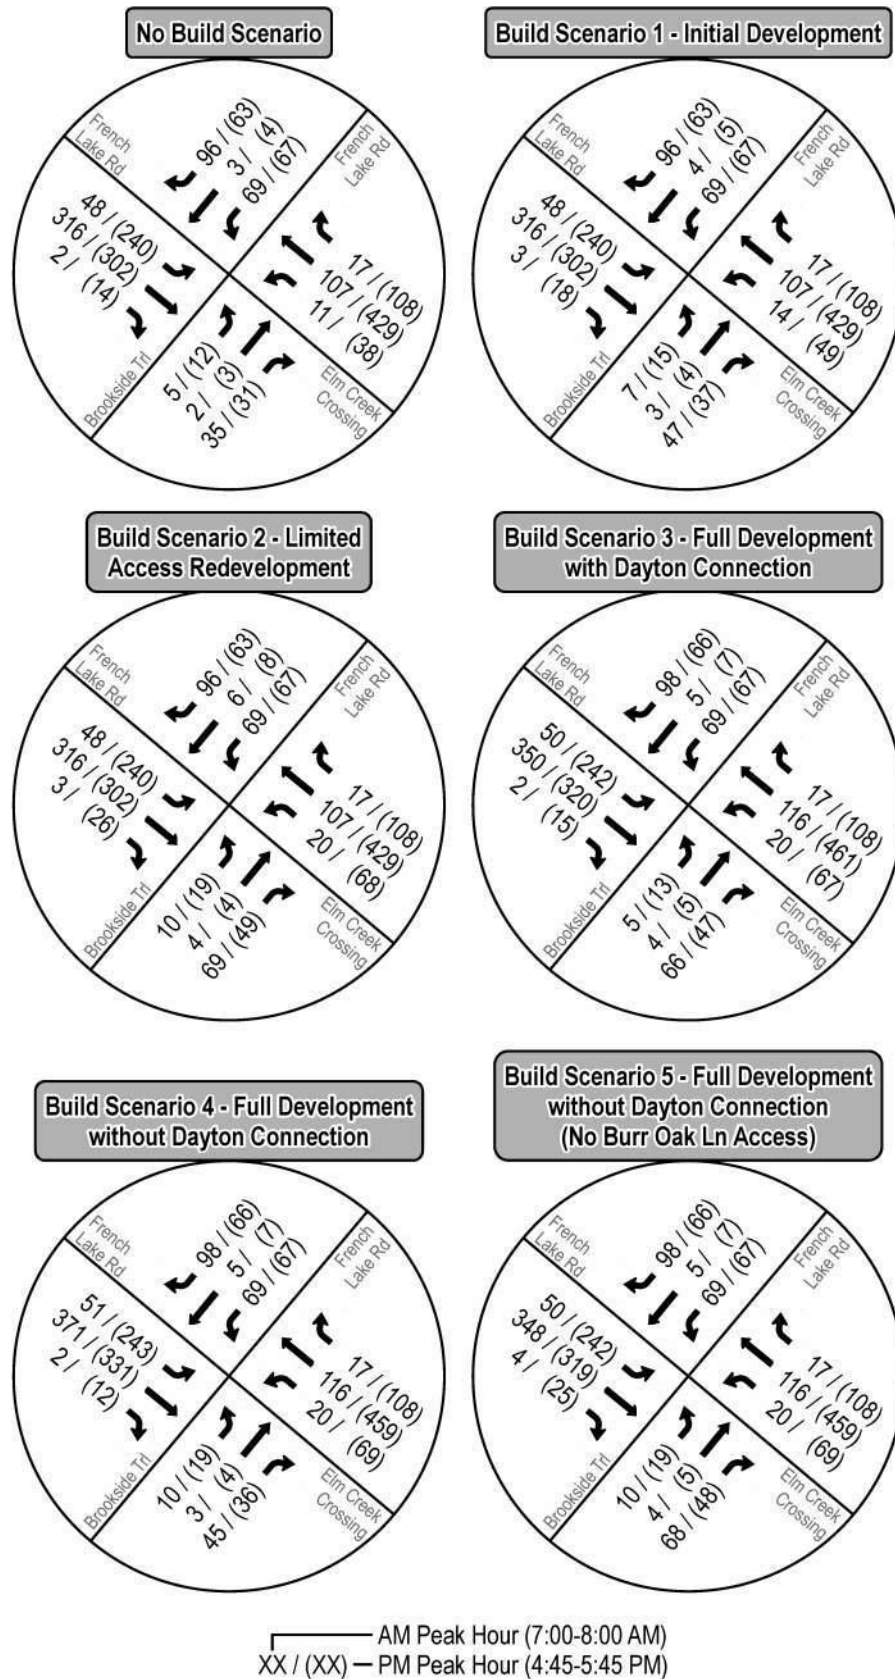 No Build Scenario
French
Lake Rd
96 / (63)
3 / (4)
69 / (67)
French
Lake Rd
48 / (240)
316 / (302)
2 / (14)
17 / (108)
107 / (429)
11 / (38)
Brookside Trl
5 / (12)
2 / (3)
35 / (31)
Elm Creek
Crossing
Build Scenario 1 - Initial Development
French
Lake Rd
96 / (63)
4 / (5)
69 / (67)
French
Lake Rd
48 / (240)
316 / (302)
3 / (18)
17 / (108)
107 / (429)
14 / (49)
Brookside Trl
7 / (15)
3 / (4)
47 / (37)
Elm Creek
Crossing
Build Scenario 2 - Limited
Access Redevelopment
French
Lake Rd
96 / (63)
6 / (8)
69 / (67)
French
Lake Rd
48 / (240)
316 / (302)
3 / (26)
17 / (108)
107 / (429)
20 / (68)
Brookside Trl
10 / (19)
4 / (4)
69 / (49)
Elm Creek
Crossing
Build Scenario 3 - Full Development
with Dayton Connection
French
Lake Rd
98 / (66)
5 / (7)
69 / (67)
French
Lake Rd
50 / (242)
350 / (320)
2 / (15)
17 / (108)
116 / (461)
20 / (67)
Brookside Trl
5 / (13)
4 / (5)
66 / (47)
Elm Creek
Crossing
Build Scenario 4 - Full Development
without Dayton Connection
French
Lake Rd
98 / (66)
5 / (7)
69 / (67)
French
Lake Rd
51 / (243)
371 / (331)
2 / (12)
17 / (108)
116 / (459)
20 / (69)
Brookside Trl
10 / (19)
3 / (4)
45 / (36)
Elm Creek
Crossing
Build Scenario 5 - Full Development
without Dayton Connection
(No Burr Oak Ln Access)
French
Lake Rd
98 / (66)
5 / (7)
69 / (67)
French
Lake Rd
50 / (242)
348 / (319)
4 / (25)
17 / (108)
116 / (459)
20 / (69)
Brookside Trl
10 / (19)
4 / (5)
68 / (48)
Elm Creek
Crossing
AM Peak Hour (7:00-8:00 AM)
XX / (XX) — PM Peak Hour (4:45-5:45 PM)